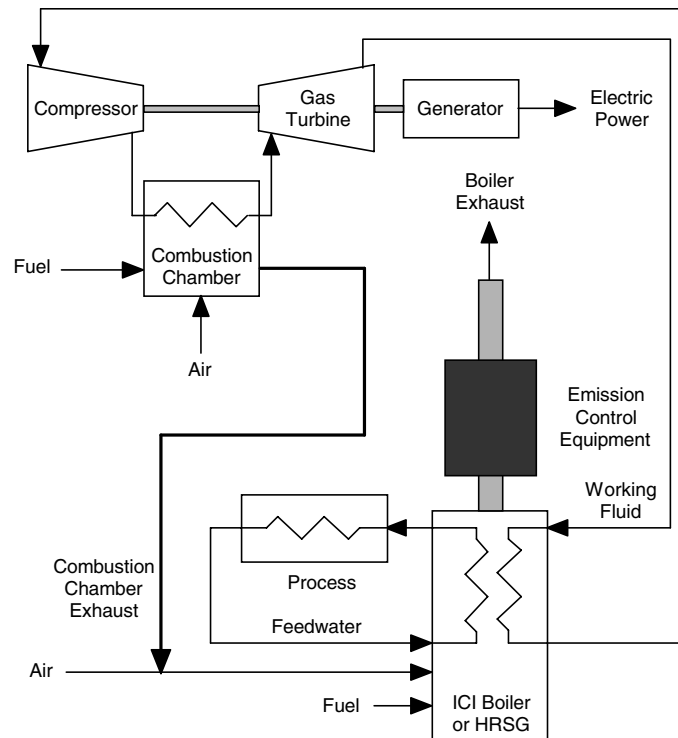 Compressor
Gas
Turbine
Generator
Electric
Power
Boiler
Exhaust
Fuel
Combustion
Chamber
Air
Emission
Control
Equipment
Working
Fluid
Process
Combustion
Chamber
Exhaust
Feedwater
Air
Fuel
ICI Boiler
or HRSG